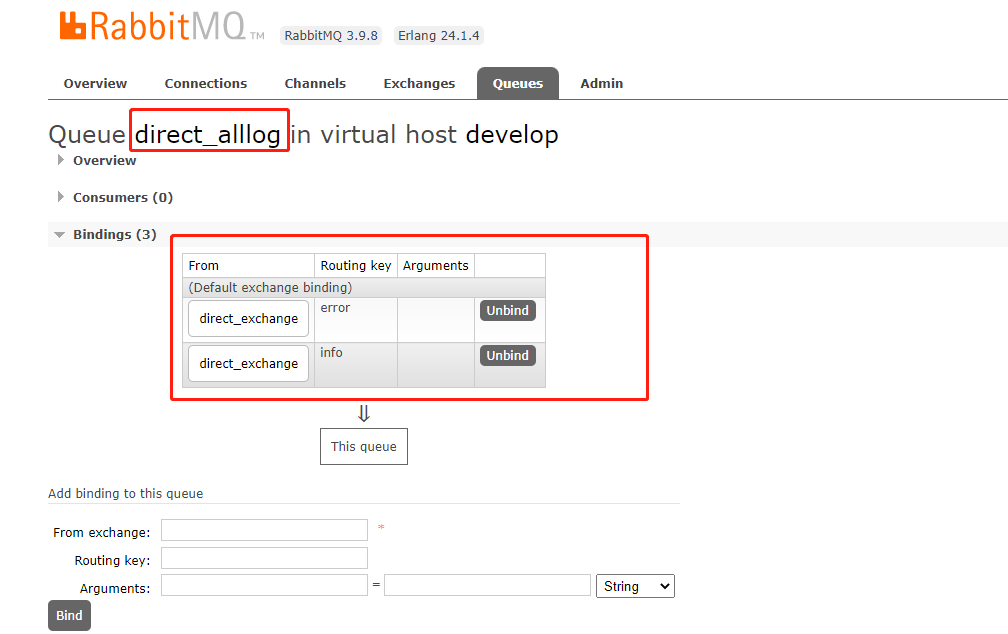 RabbitMQ TM RabbitMQ 3.9.8 Erlang 24.1.4
Overview Connections Channels Exchanges Queues Admin
Queue direct_alllog in virtual host develop
Overview
Consumers (0)
Bindings (3)
From Routing key Arguments
(Default exchange binding)
direct_exchange error Unbind
direct_exchange info Unbind
⇓
This queue
Add binding to this queue
From exchange: *
Routing key:
Arguments: = String
Bind